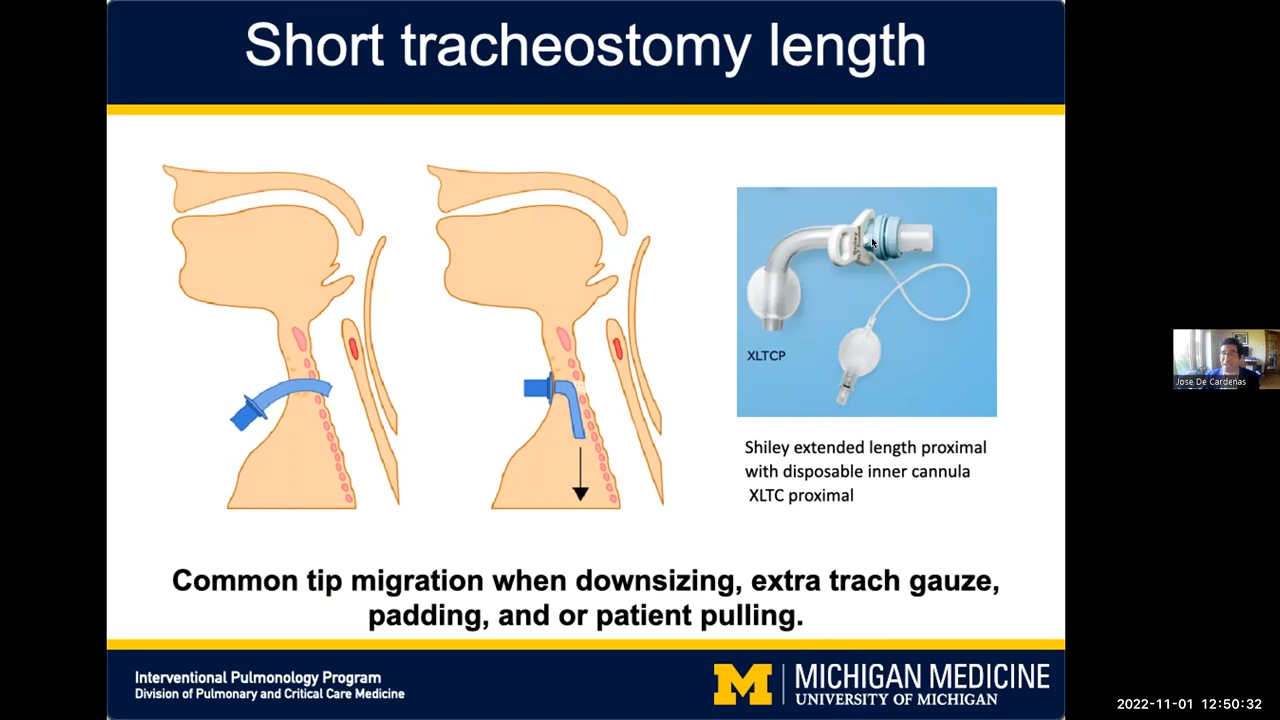 Short tracheostomy length
XLTCP
Shiley extended length proximal
with disposable inner cannula
XLTC proximal
Common tip migration when downsizing, extra trach gauze,
padding, and or patient pulling.
Interventional Pulmonology Program
Division of Pulmonary and Critical Care Medicine
M MICHIGAN MEDICINE
UNIVERSITY OF MICHIGAN
Jose De Cardenas
2022-11-01 12:50:32